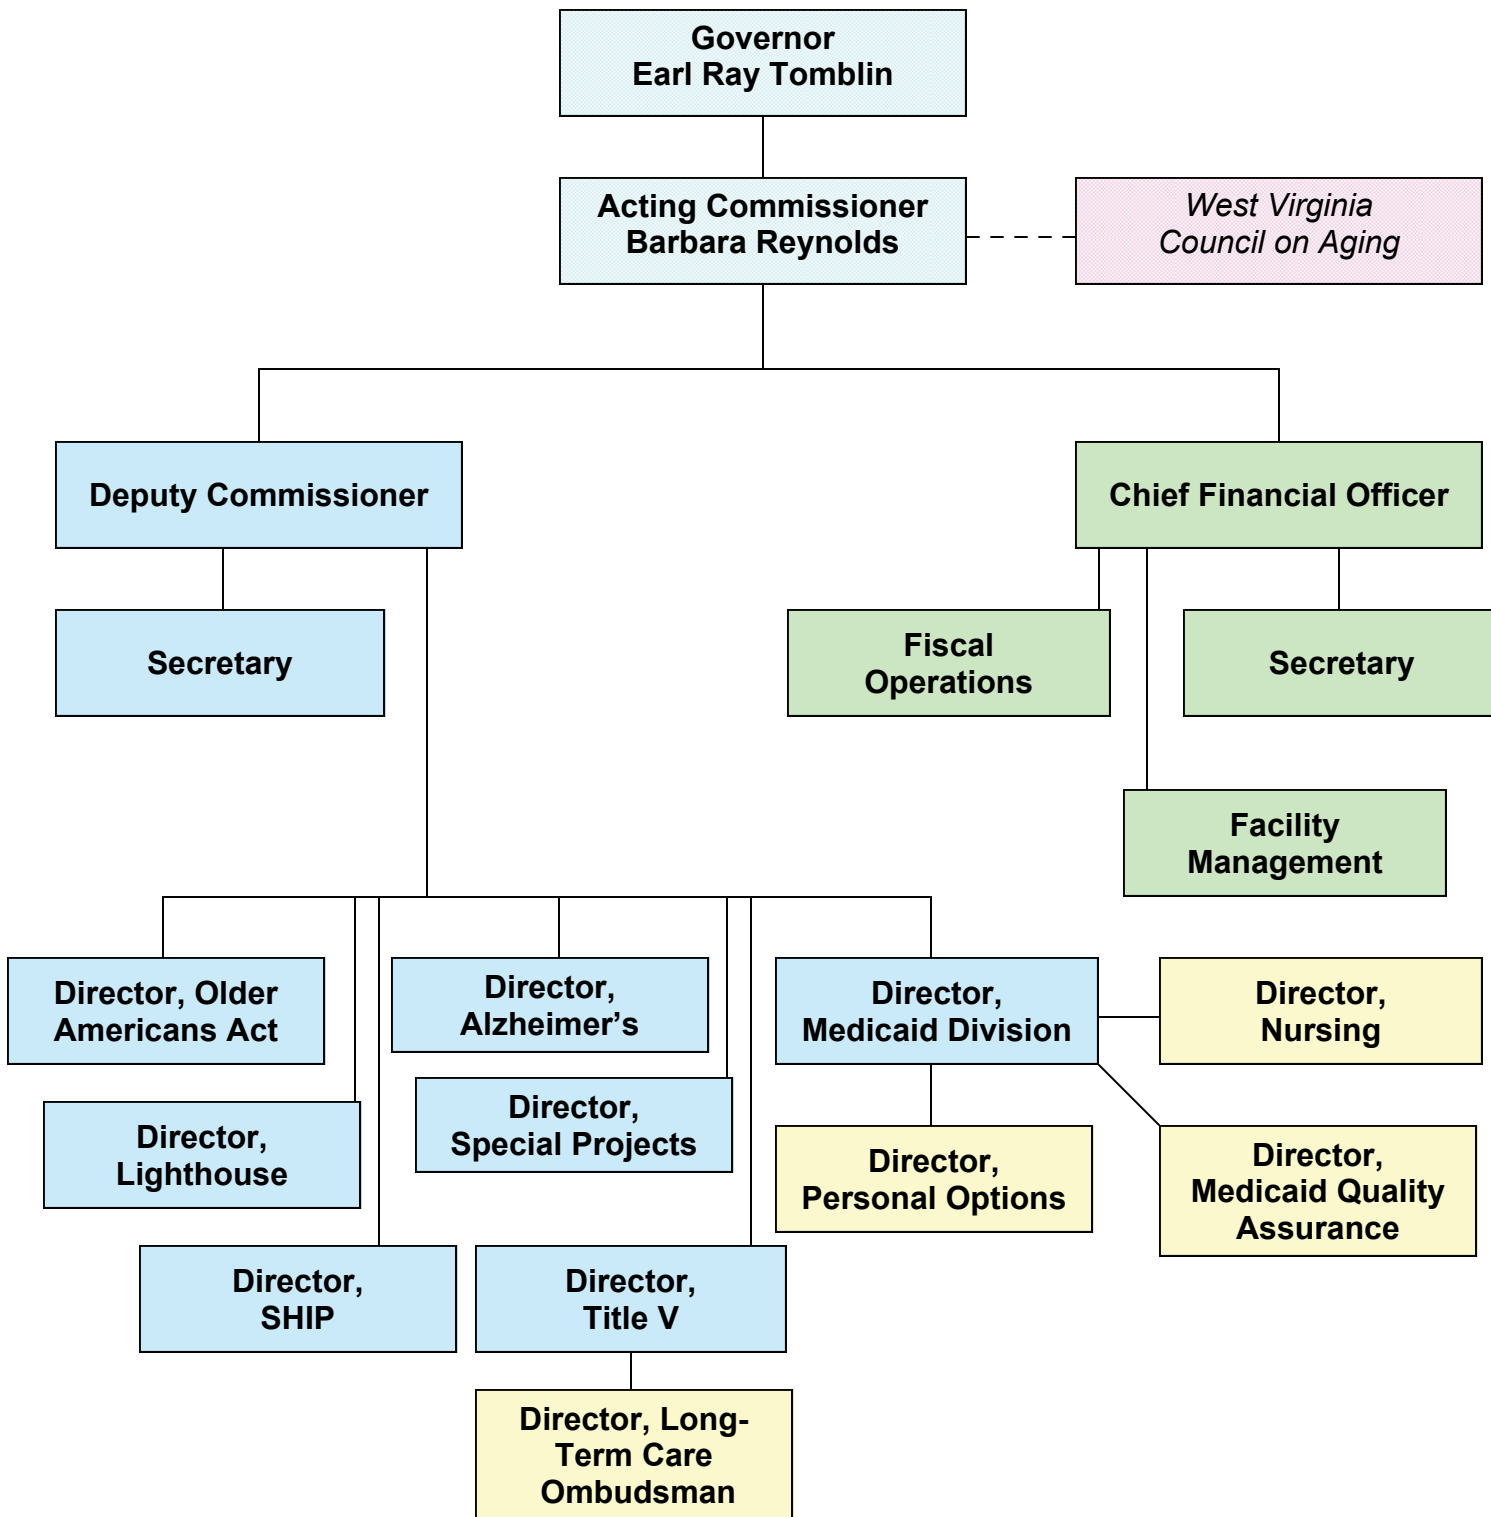 Governor
Earl Ray Tomblin
Acting Commissioner
Barbara Reynolds
West Virginia
Council on Aging
Deputy Commissioner
Chief Financial Officer
Secretary
Fiscal
Operations
Secretary
Facility
Management
Director, Older
Americans Act
Director,
Alzheimer’s
Director,
Medicaid Division
Director,
Nursing
Director,
Lighthouse
Director,
Special Projects
Director,
Personal Options
Director,
Medicaid Quality
Assurance
Director,
SHIP
Director,
Title V
Director, Long-
Term Care
Ombudsman